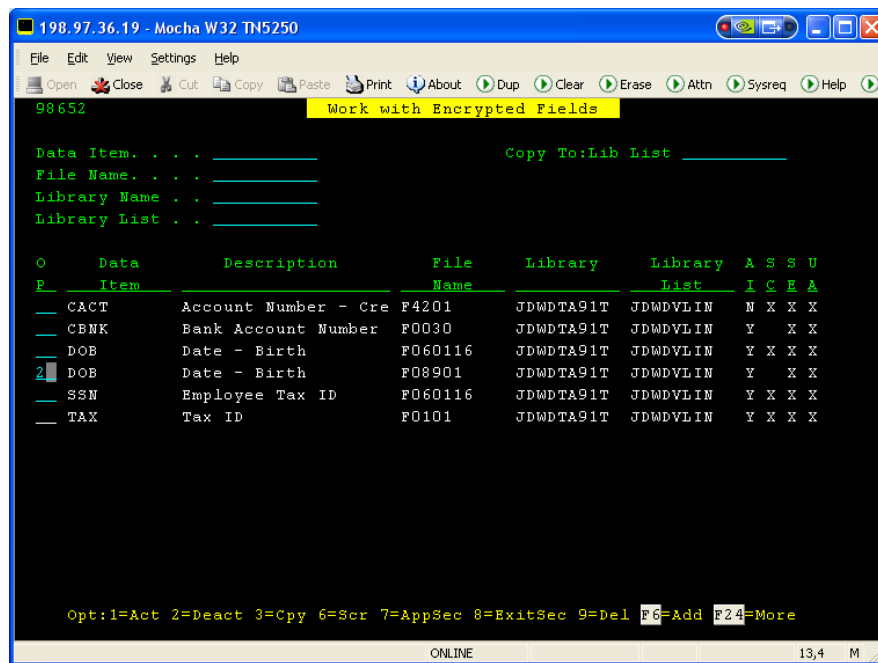 198.97.36.19 - Mocha W32 TN5250
File Edit View Settings Help
Open Close Cut Copy Paste Print About Dup Clear Erase Attn Sysreq Help
98652 Work with Encrypted Fields
Data Item. . . . Copy To:Lib List
File Name. . . .
Library Name . .
Library List . .
O Data Description File Library Library A S S U
P Item Name List I C E A
CACT Account Number - Cre F4201 JDWDTA91T JDWDVLIN N X X X
CBNK Bank Account Number F0030 JDWDTA91T JDWDVLIN Y X X
DOB Date - Birth F060116 JDWDTA91T JDWDVLIN Y X X X
2 DOB Date - Birth F08901 JDWDTA91T JDWDVLIN Y X X
SSN Employee Tax ID F060116 JDWDTA91T JDWDVLIN Y X X X
TAX Tax ID F0101 JDWDTA91T JDWDVLIN Y X X X
Opt:1=Act 2=Deact 3=Cpy 6=Scr 7=AppSec 8=ExitSec 9=Del F6=Add F24=More
ONLINE 13,4 M